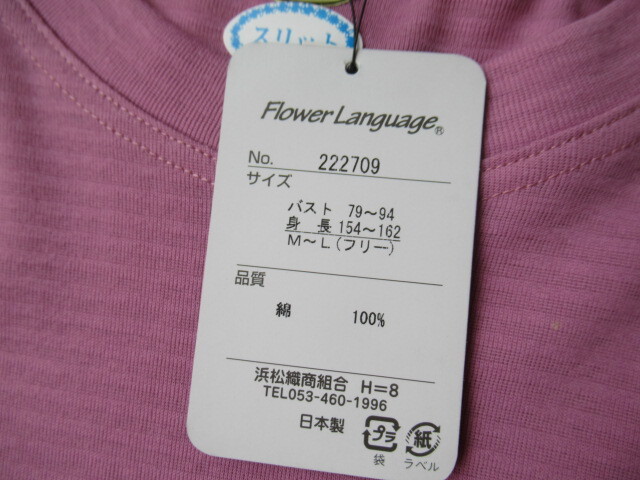 スリット
Flower Language®
No. 222709
サイズ
バスト 79～94
身 長 154～162
M～L(フリー)
品質
綿 100%
浜松織商組合 H=8
TEL053-460-1996
日本製
プラ 紙
袋 ラベル